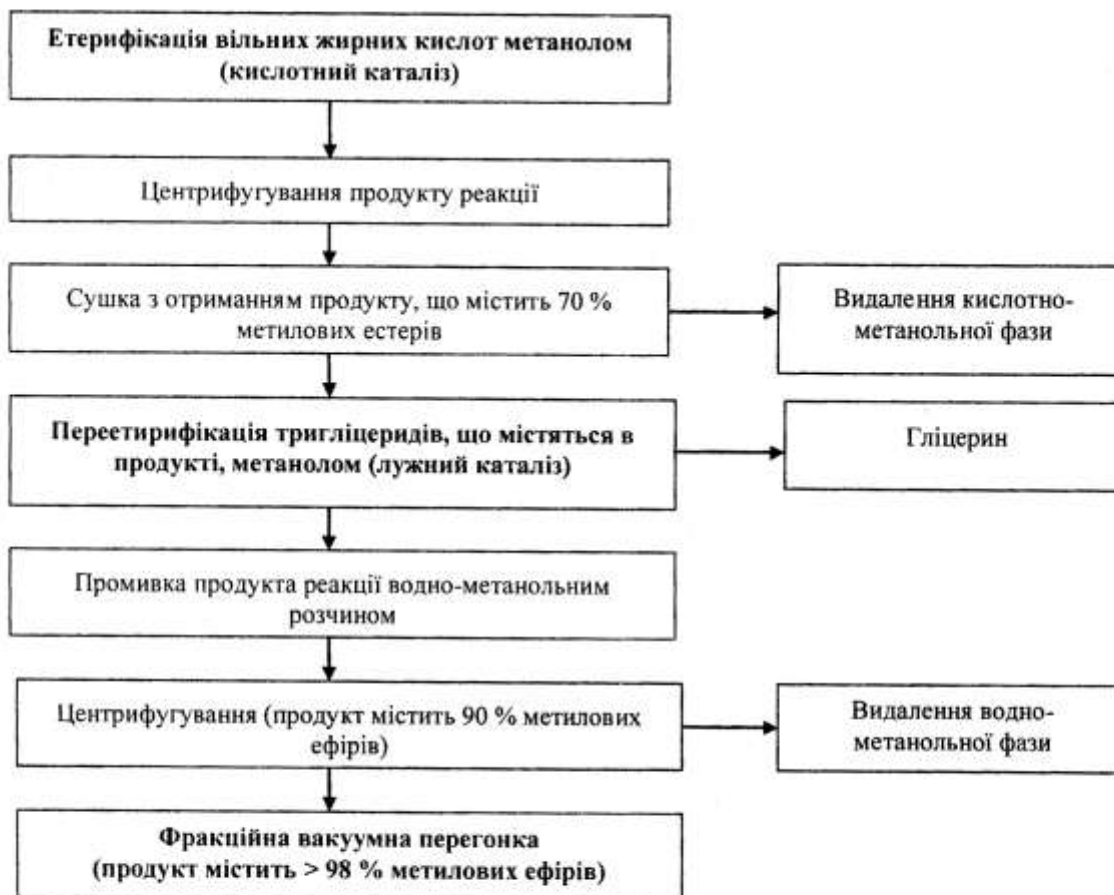 Етерифікація вільних жирних кислот метанолом
(кислотний каталіз)
Центрифугування продукту реакції
Сушка з отриманням продукту, що містить 70 %
метилових естерів
Видалення кислотно-
метанольної фази
Переетирифікація тригліцеридів, що містяться в
продукті, метанолом (лужний каталіз)
Гліцерин
Промивка продукта реакції водно-метанольним
розчином
Центрифугування (продукт містить 90 % метилових
ефірів)
Видалення водно-
метанольної фази
Фракційна вакуумна перегонка
(продукт містить > 98 % метилових ефірів)